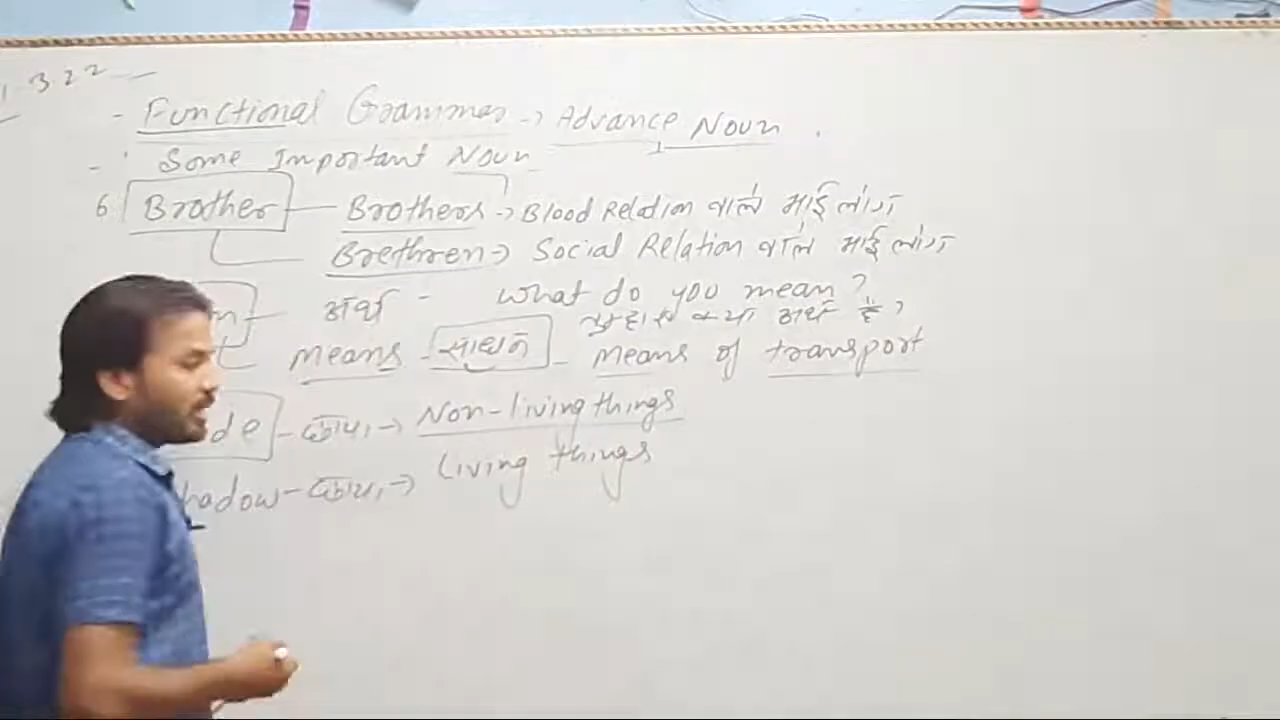 322 -
- Functional Grammar -> Advance Noun .
- Some Important Noun
6 Brother - Brothers -> Blood Relation वाले भाई लोग
Brethren -> Social Relation वाले भाई लोग
अर्थ - What do you mean ?
तुम्हारा क्या अर्थ है ?
means - साधन - means of transport
de - छाया -> Non-living things
hadow - छाया -> Living things